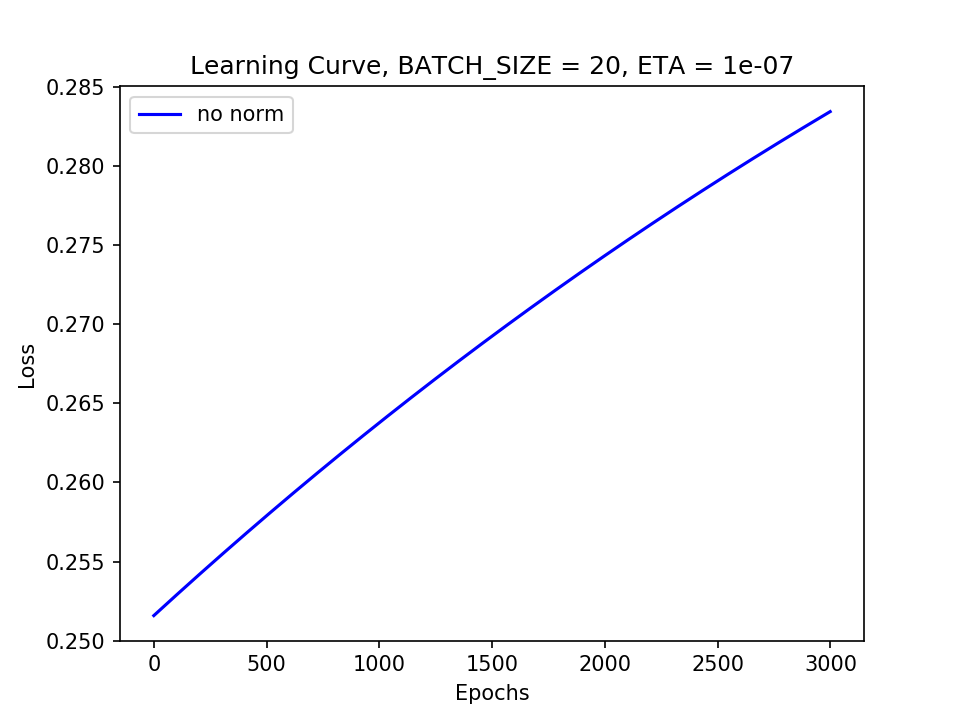 Learning Curve, BATCH_SIZE = 20, ETA = 1e-07
no norm
0.285
0.280
0.275
0.270
0.265
0.260
0.255
0.250
Loss
0 500 1000 1500 2000 2500 3000
Epochs